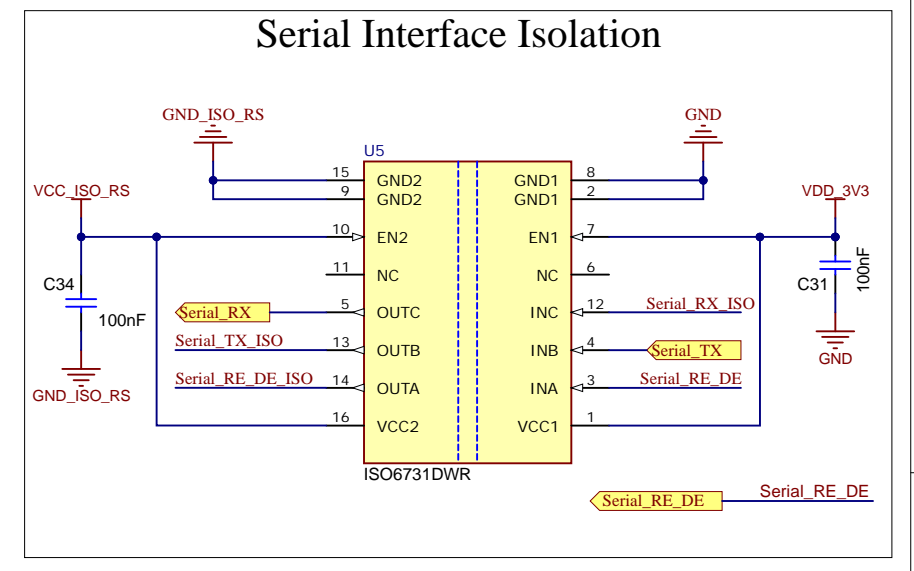 Serial Interface Isolation
GND_ISO_RS
GND
U5
15 GND2 GND1 8
9 GND2 GND1 2
VCC_ISO_RS
VDD_3V3
10 EN2 EN1 7
11 NC NC 6
C34
100nF
C31
100nF
Serial_RX 5 OUTC INC 12 Serial_RX_ISO
Serial_TX_ISO 13 OUTB INB 4 Serial_TX
Serial_RE_DE_ISO 14 OUTA INA 3 Serial_RE_DE
GND_ISO_RS
GND
16 VCC2 VCC1 1
ISO6731DWR
Serial_RE_DE Serial_RE_DE